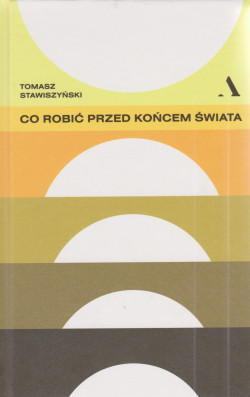 TOMASZ
STAWISZYŃSKI
CO ROBIĆ PRZED KOŃCEM ŚWIATA